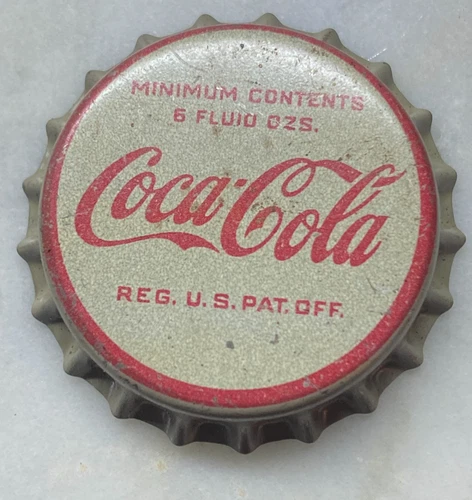 MINIMUM CONTENTS
6 FLUID OZS.
Coca-Cola
REG. U.S. PAT. OFF.